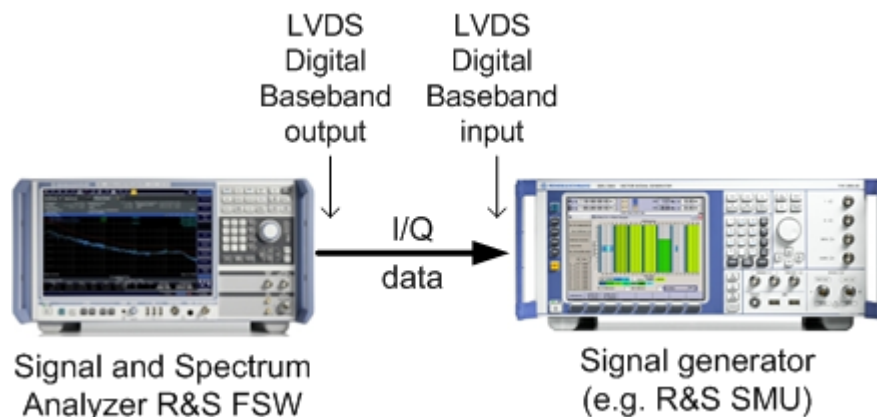 LVDS
Digital
Baseband
output
LVDS
Digital
Baseband
input
I/Q
data
Signal and Spectrum
Analyzer R&S FSW
Signal generator
(e.g. R&S SMU)